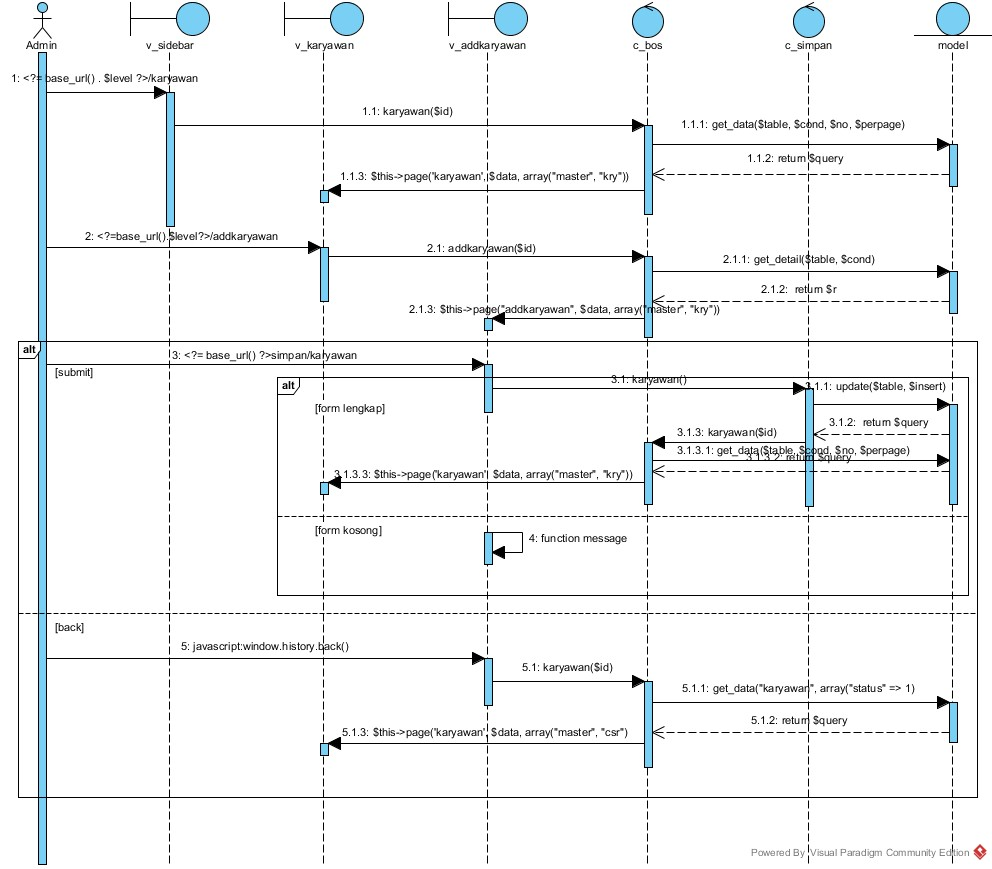 Admin
v_sidebar
v_karyawan
v_addkaryawan
c_bos
c_simpan
model
1: <?= base_url() . $level ?>/karyawan
1.1: karyawan($id)
1.1.1: get_data($table, $cond, $no, $perpage)
1.1.2: return $query
1.1.3: $this->page("karyawan", $data, array("master", "kry"))
2: <?=base_url().$level?>/addkaryawan
2.1: addkaryawan($id)
2.1.1: get_detail($table, $cond)
2.1.2: return $r
2.1.3: $this->page("addkaryawan", $data, array("master", "kry"))
alt
3: <?= base_url() ?>simpan/karyawan
[submit]
alt
3.1: karyawan()
3.1.1: update($table, $insert)
[form lengkap]
3.1.2: return $query
3.1.3: karyawan($id)
3.1.3.1: get_data($table, $cond, $no, $perpage)
3.1.3.2: return $query
3.1.3.3: $this->page("karyawan", $data, array("master", "kry"))
[form kosong]
4: function message
[back]
5: javascript:window.history.back()
5.1: karyawan($id)
5.1.1: get_data("karyawan", array("status" => 1)
5.1.2: return $query
5.1.3: $this->page("karyawan", $data, array("master", "csr")
Powered By Visual Paradigm Community Edition